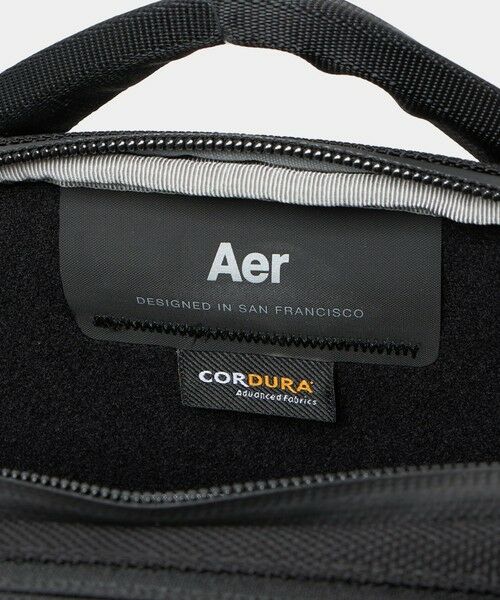 Aer
DESIGNED IN SAN FRANCISCO
CORDURA®
Advanced Fabrics